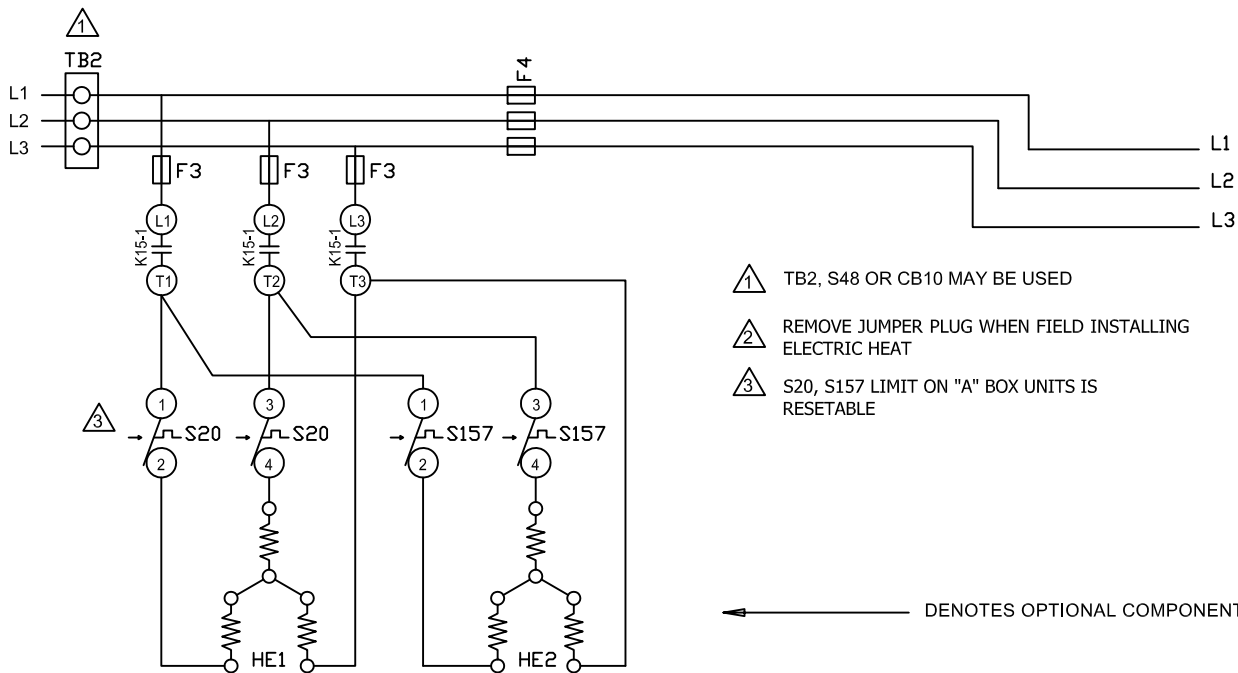 1
TB2
F4
L1
L2
L3
L1
L2
L3
F3 F3 F3
L1 L2 L3
K15-1 K15-1 K15-1
T1 T2 T3
1 TB2, S48 OR CB10 MAY BE USED
2 REMOVE JUMPER PLUG WHEN FIELD INSTALLING
ELECTRIC HEAT
3 S20, S157 LIMIT ON "A" BOX UNITS IS
RESETABLE
1 3 1 3
3 S20 S20 S157 S157
2 4 2 4
DENOTES OPTIONAL COMPONENT
HE1 HE2